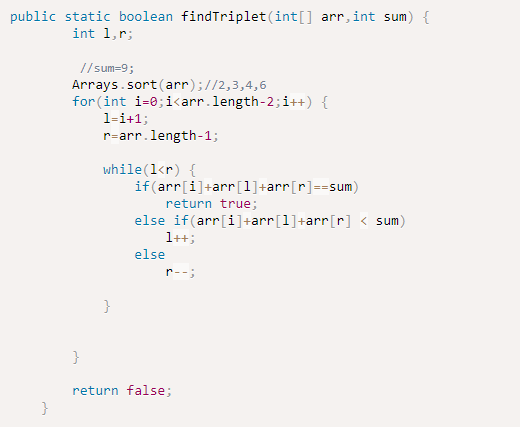 public static boolean findTriplet(int[] arr,int sum) {
int l,r;
//sum=9;
Arrays.sort(arr);//2,3,4,6
for(int i=0;i<arr.length-2;i++) {
l=i+1;
r=arr.length-1;
while(l<r) {
if(arr[i]+arr[l]+arr[r]==sum)
return true;
else if(arr[i]+arr[l]+arr[r] < sum)
l++;
else
r--;
}
}
return false;
}